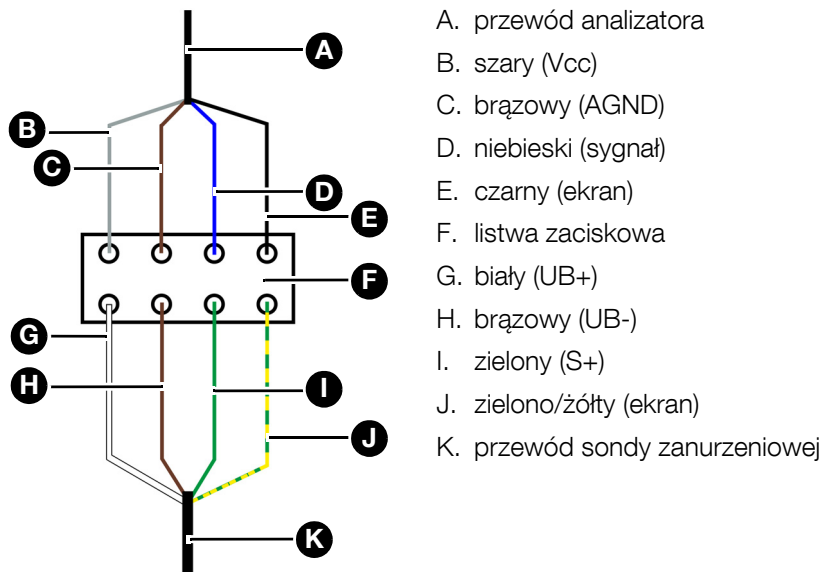 A
B
C
D
E
F
G
H
I
J
K
A. przewód analizatora
B. szary (Vcc)
C. brązowy (AGND)
D. niebieski (sygnał)
E. czarny (ekran)
F. listwa zaciskowa
G. biały (UB+)
H. brązowy (UB-)
I. zielony (S+)
J. zielono/żółty (ekran)
K. przewód sondy zanurzeniowej